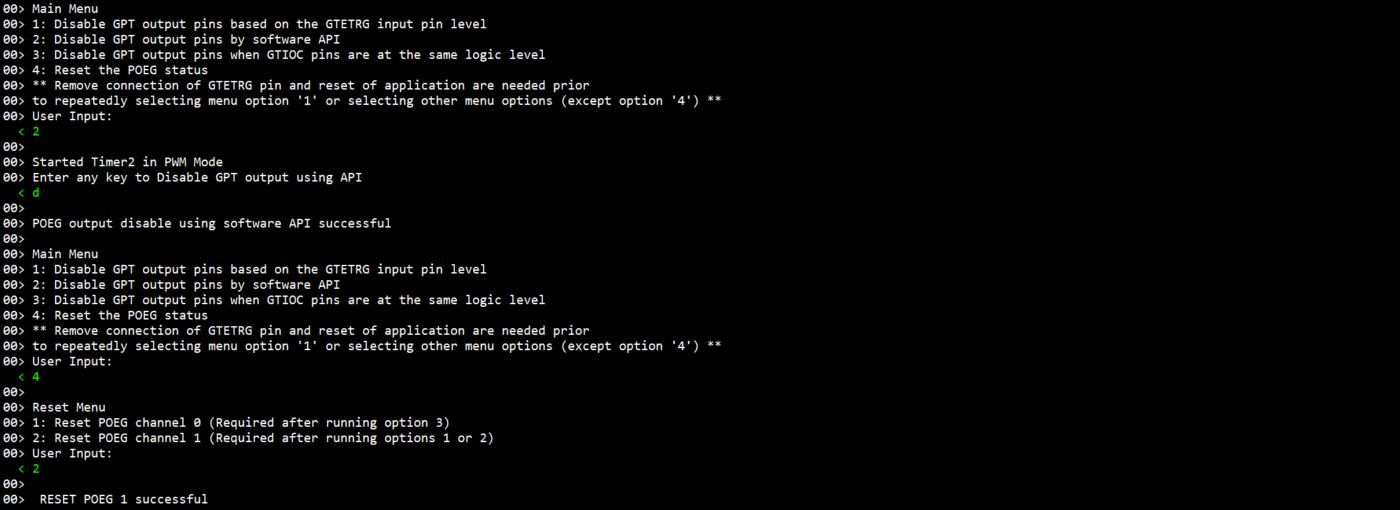 00> Main Menu
00> 1: Disable GPT output pins based on the GTETRG input pin level
00> 2: Disable GPT output pins by software API
00> 3: Disable GPT output pins when GTIOC pins are at the same logic level
00> 4: Reset the POEG status
00> ** Remove connection of GTETRG pin and reset of application are needed prior
00> to repeatedly selecting menu option '1' or selecting other menu options (except option '4') **
00> User Input:
< 2
00>
00> Started Timer2 in PWM Mode
00> Enter any key to Disable GPT output using API
< d
00>
00> POEG output disable using software API successful
00>
00> Main Menu
00> 1: Disable GPT output pins based on the GTETRG input pin level
00> 2: Disable GPT output pins by software API
00> 3: Disable GPT output pins when GTIOC pins are at the same logic level
00> 4: Reset the POEG status
00> ** Remove connection of GTETRG pin and reset of application are needed prior
00> to repeatedly selecting menu option '1' or selecting other menu options (except option '4') **
00> User Input:
< 4
00>
00> Reset Menu
00> 1: Reset POEG channel 0 (Required after running option 3)
00> 2: Reset POEG channel 1 (Required after running options 1 or 2)
00> User Input:
< 2
00>
00>  RESET POEG 1 successful